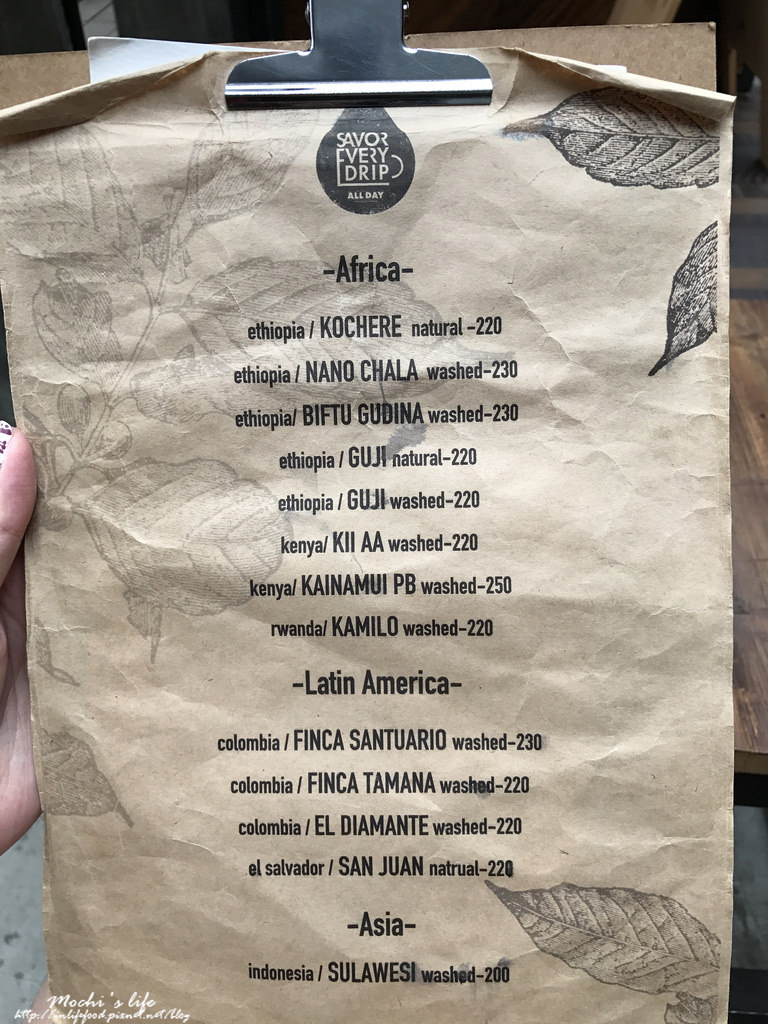 SAVOR
EVERY
DRIP
ALL DAY
-Africa-
ethiopia / KOCHERE natural -220
ethiopia / NANO CHALA washed-230
ethiopia/ BIFTU GUDINA washed-230
ethiopia / GUJI natural-220
ethiopia / GUJI washed-220
kenya/ KII AA washed-220
kenya/ KAINAMUI PB washed-250
rwanda/ KAMILO washed-220
-Latin America-
colombia / FINCA SANTUARIO washed-230
colombia / FINCA TAMANA washed-220
colombia / EL DIAMANTE washed-220
el salvador / SAN JUAN natrual-220
-Asia-
indonesia / SULAWESI washed-200
Mochi's life